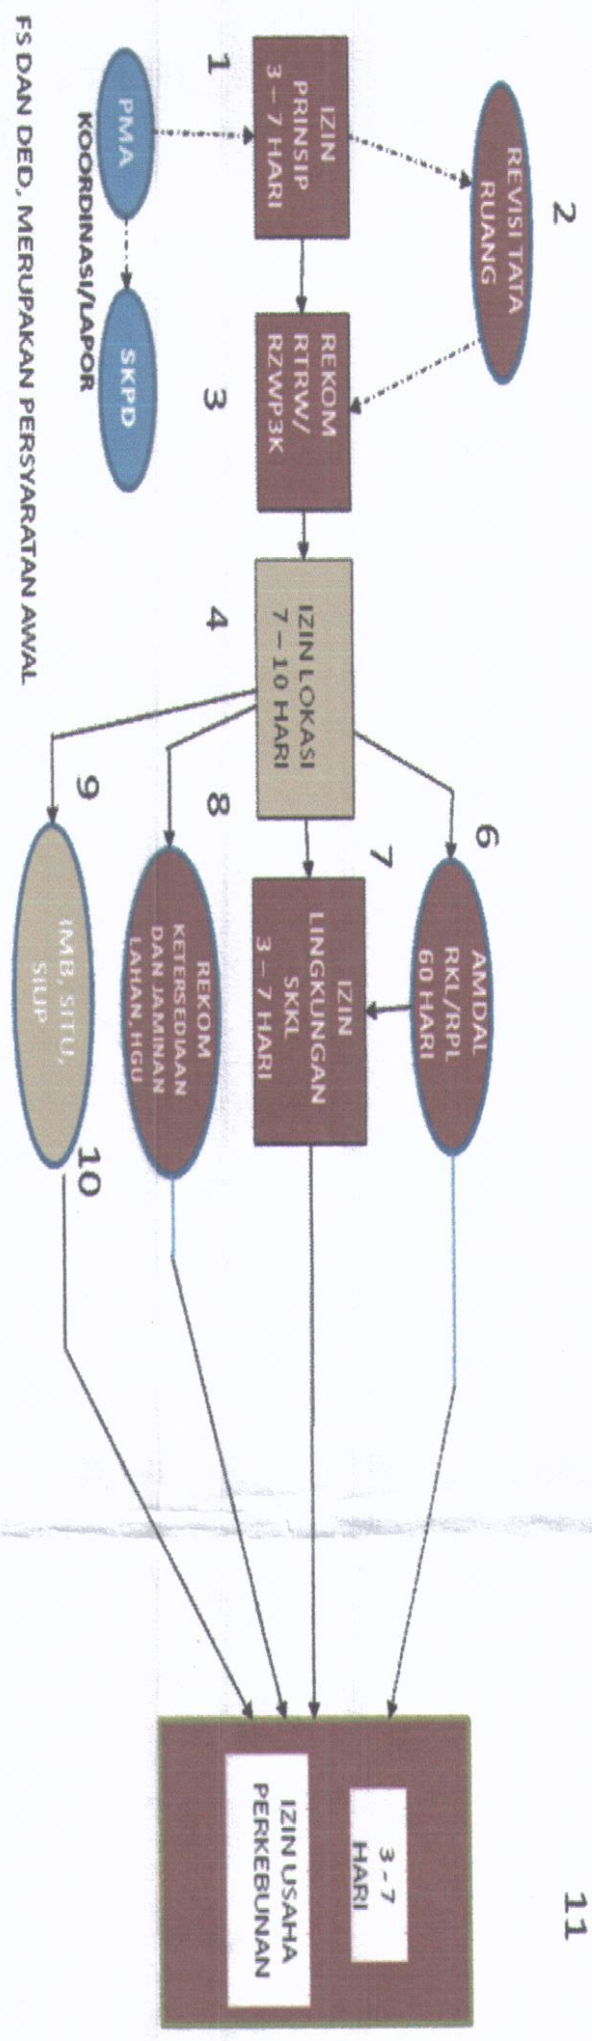 2
REVISI TATA
RUANG
1
IZIN
PRINSIP
3 – 7 HARI
PMA
KOORDINASI/LAPOR
SKPD
3
REKOM
RTRW/
RZWP3K
4
IZIN LOKASI
7 – 10 HARI
6
AMDAL
RKL/RPL
60 HARI
7
IZIN
LINGKUNGAN
SKKL
3 – 7 HARI
8
REKOM
KETERSEDIAAN
DAN JAMINAN
LAHAN, HGU
9
IMB, SITU,
SIUP
10
11
3 - 7
HARI
IZIN USAHA
PERKEBUNAN
FS DAN DED, MERUPAKAN PERSYARATAN AWAL